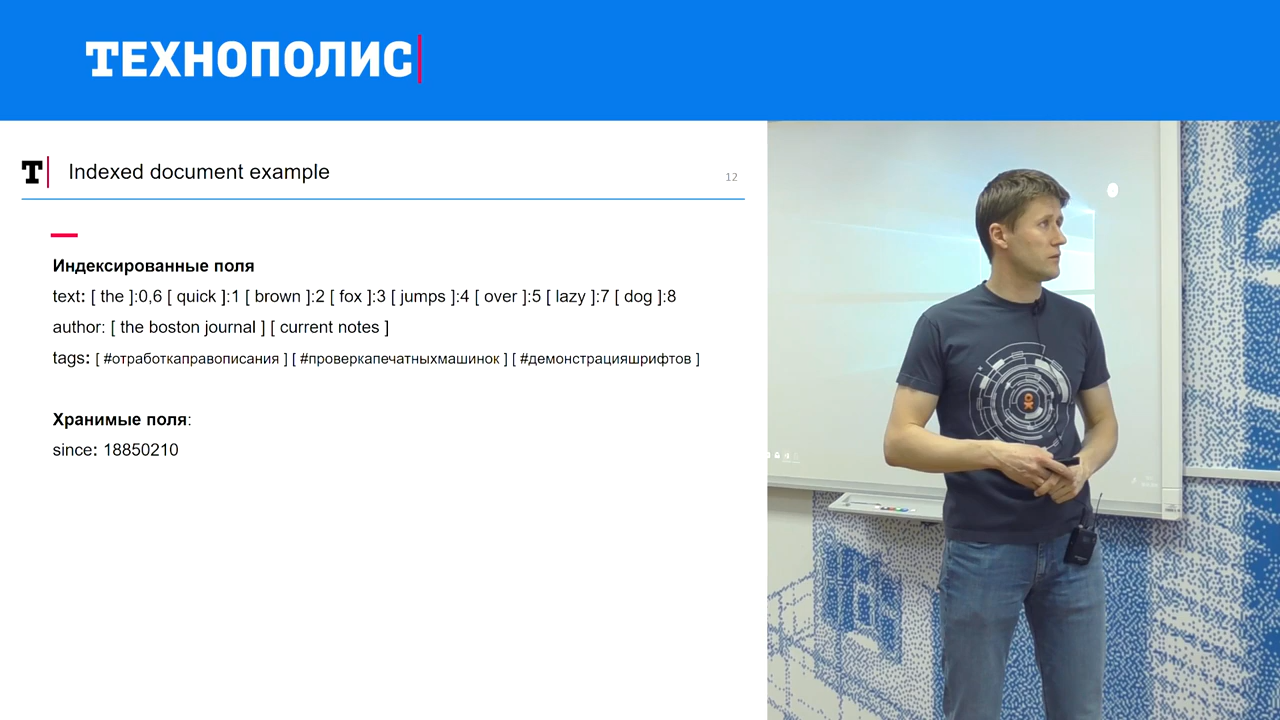 ТЕХНОПОЛИС
T Indexed document example
12
Индексированные поля
text: [ the ]:0,6 [ quick ]:1 [ brown ]:2 [ fox ]:3 [ jumps ]:4 [ over ]:5 [ lazy ]:7 [ dog ]:8
author: [ the boston journal ] [ current notes ]
tags: [ #отработкаправописания ] [ #проверкапечатныхмашинок ] [ #демонстрацияшрифтов ]
Хранимые поля:
since: 18850210